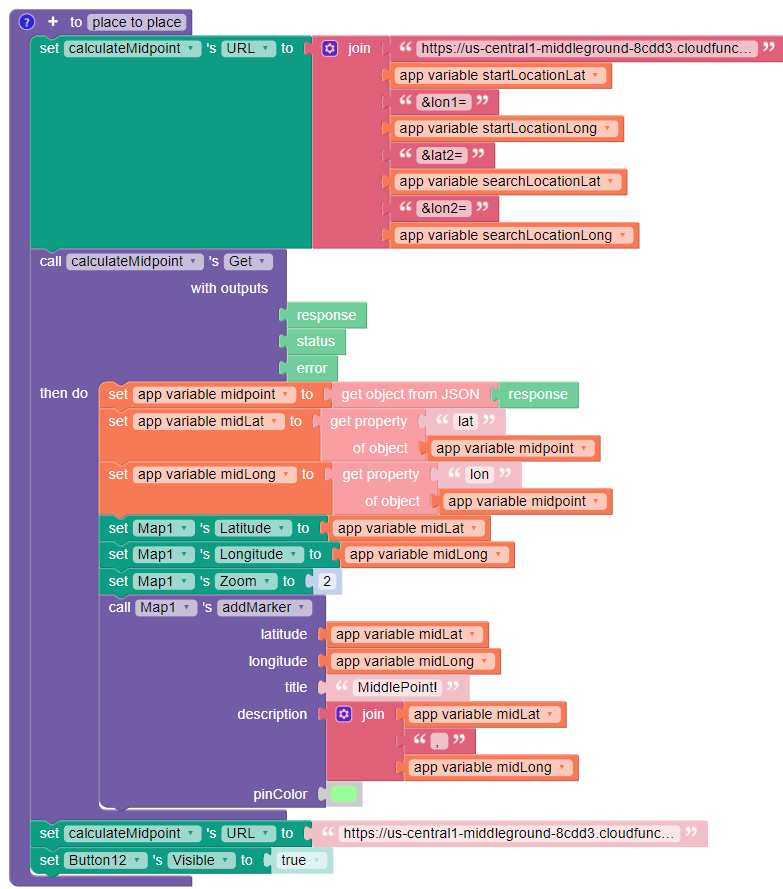 ? + to place to place
set calculateMidpoint 's URL to join “ https://us-central1-middleground-8cdd3.cloudfunc... ”
app variable startLocationLat
“ &lon1= ”
app variable startLocationLong
“ &lat2= ”
app variable searchLocationLat
“ &lon2= ”
app variable searchLocationLong
call calculateMidpoint 's Get
with outputs
response
status
error
then do set app variable midpoint to get object from JSON response
set app variable midLat to get property “ lat ”
of object app variable midpoint
set app variable midLong to get property “ lon ”
of object app variable midpoint
set Map1 's Latitude to app variable midLat
set Map1 's Longitude to app variable midLong
set Map1 's Zoom to 2
call Map1 's addMarker
latitude app variable midLat
longitude app variable midLong
title “ MiddlePoint! ”
description join app variable midLat
“ , ”
app variable midLong
pinColor
set calculateMidpoint 's URL to “ https://us-central1-middleground-8cdd3.cloudfunc... ”
set Button12 's Visible to true